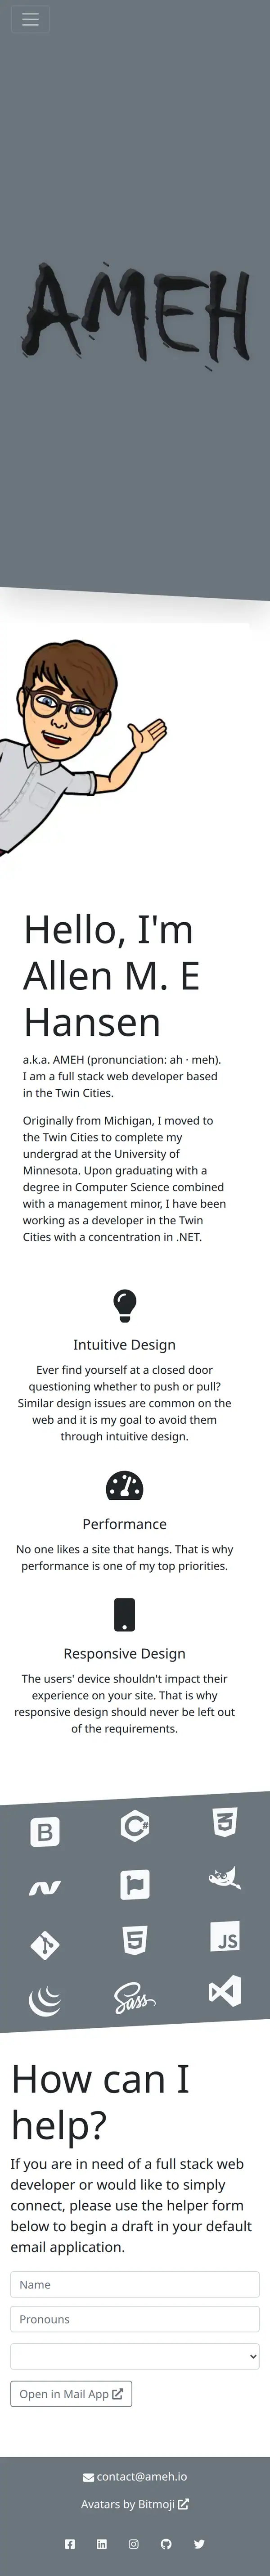 AMEH
Hello, I'm
Allen M. E
Hansen
a.k.a. AMEH (pronunciation: ah · meh).
I am a full stack web developer based
in the Twin Cities.
Originally from Michigan, I moved to
the Twin Cities to complete my
undergrad at the University of
Minnesota. Upon graduating with a
degree in Computer Science combined
with a management minor, I have been
working as a developer in the Twin
Cities with a concentration in .NET.
Intuitive Design
Ever find yourself at a closed door
questioning whether to push or pull?
Similar design issues are common on the
web and it is my goal to avoid them
through intuitive design.
Performance
No one likes a site that hangs. That is why
performance is one of my top priorities.
Responsive Design
The users' device shouldn't impact their
experience on your site. That is why
responsive design should never be left out
of the requirements.
B
C#
3
5
JS
Sass
How can I
help?
If you are in need of a full stack web
developer or would like to simply
connect, please use the helper form
below to begin a draft in your default
email application.
Name
Pronouns
Open in Mail App
contact@ameh.io
Avatars by Bitmoji